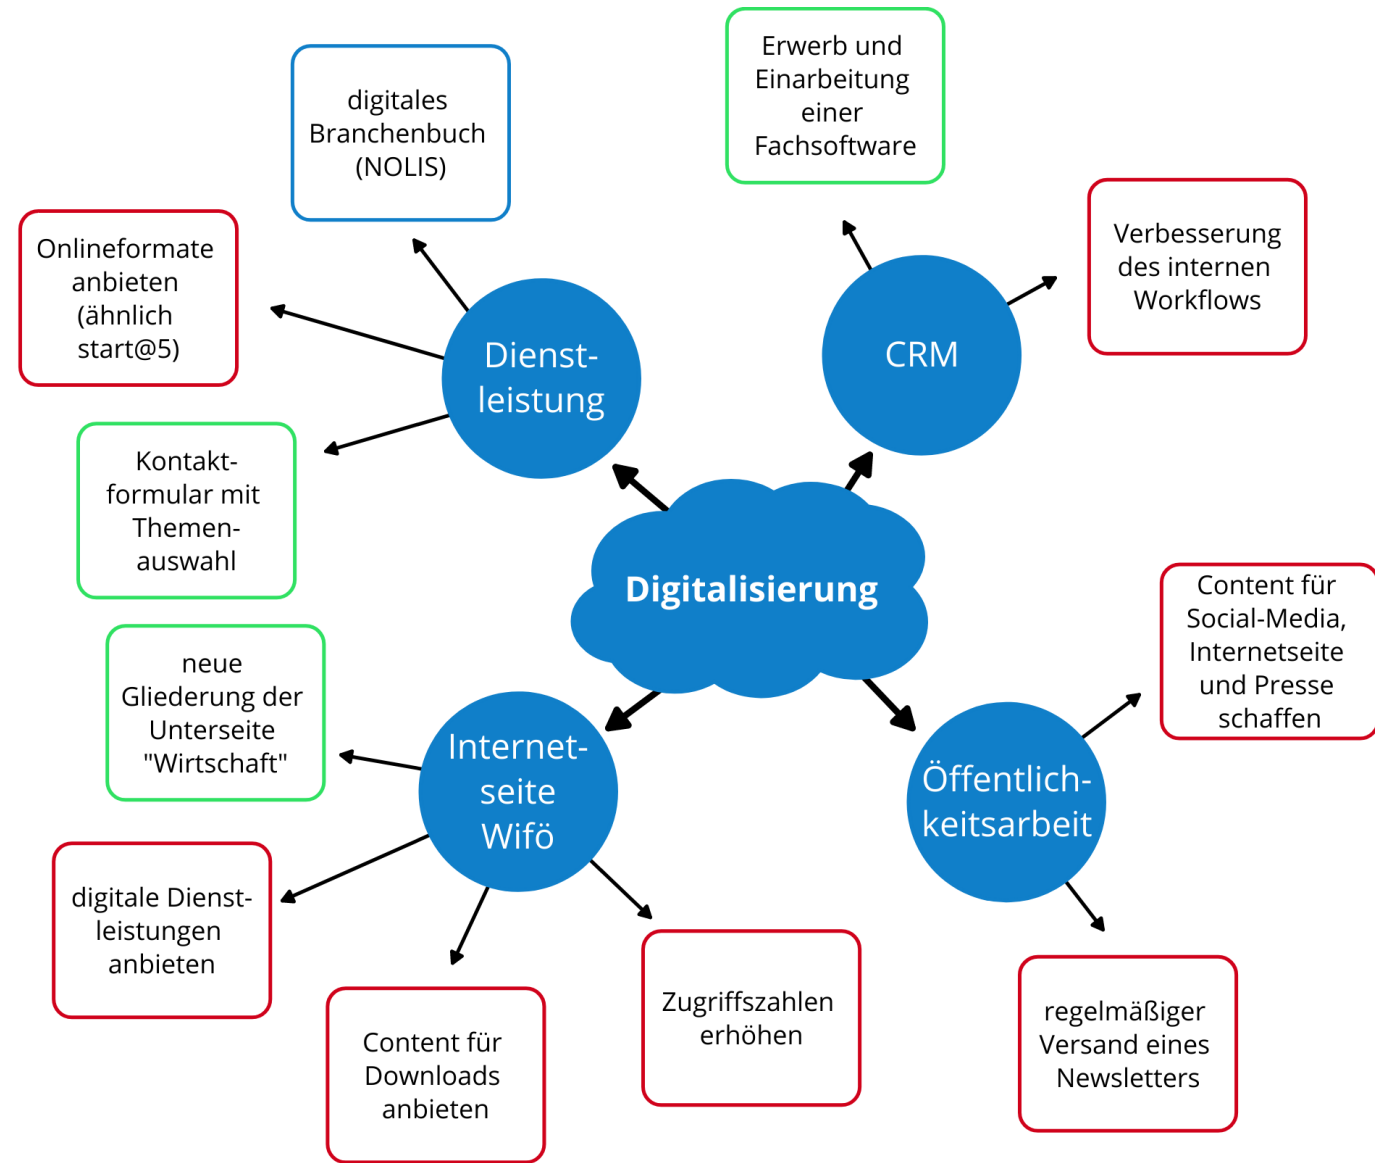 Erwerb und
Einarbeitung
einer
Fachsoftware
digitales
Branchenbuch
(NOLIS)
Verbesserung
des internen
Workflows
Onlineformate
anbieten
(ähnlich
start@5)
Dienst-
leistung
CRM
Kontakt-
formular mit
Themen-
auswahl
Digitalisierung
Content für
Social-Media,
Internetseite
und Presse
schaffen
neue
Gliederung der
Unterseite
"Wirtschaft"
Internet-
seite
Wifö
Öffentlich-
keitsarbeit
digitale Dienst-
leistungen
anbieten
Zugriffszahlen
erhöhen
Content für
Downloads
anbieten
regelmäßiger
Versand eines
Newsletters